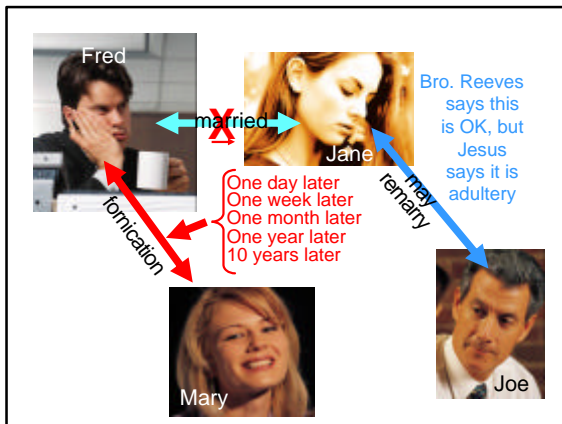 Fred
married
X
Jane
Bro. Reeves
says this
is OK, but
Jesus
says it is
adultery
may
remarry
fornication
One day later
One week later
One month later
One year later
10 years later
Mary
Joe